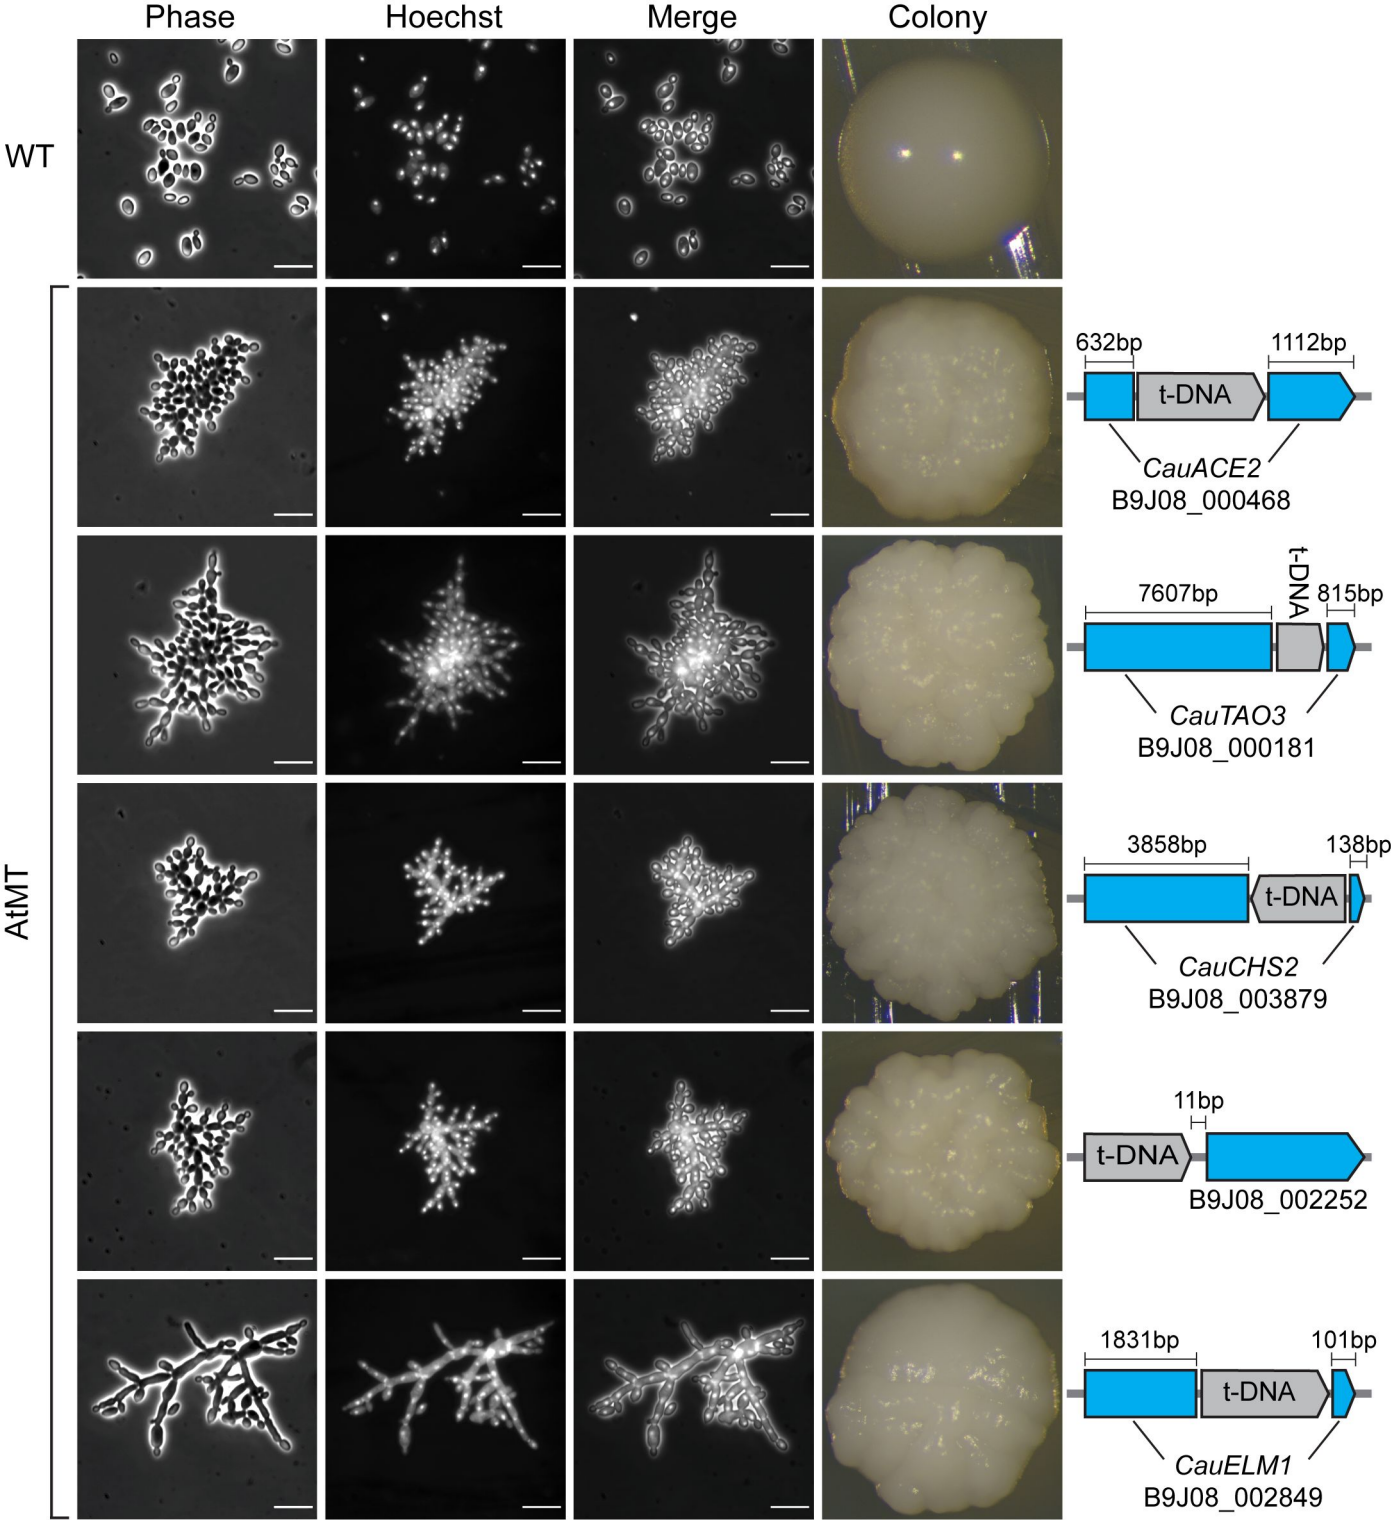 Phase Hoechst Merge Colony
WT
AtMT
632bp 1112bp
t-DNA
CauACE2
B9J08_000468
7607bp t-DNA 815bp
CauTAO3
B9J08_000181
3858bp 138bp
t-DNA
CauCHS2
B9J08_003879
11bp
t-DNA
B9J08_002252
1831bp 101bp
t-DNA
CauELM1
B9J08_002849